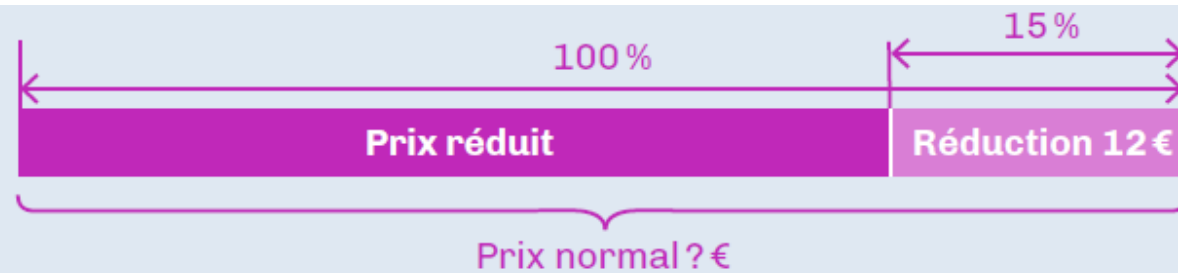 15 %
100 %
Prix réduit
Réduction 12 €
Prix normal ? €